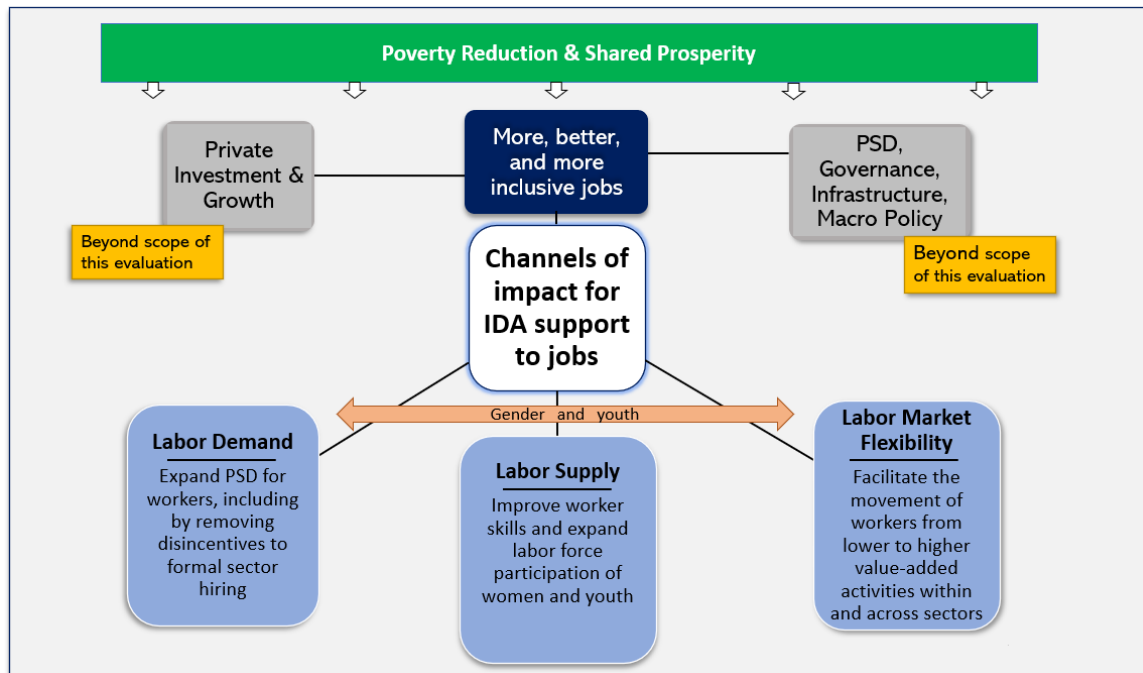 Poverty Reduction & Shared Prosperity
Private
Investment &
Growth
Beyond scope of
this evaluation
More, better,
and more
inclusive jobs
PSD,
Governance,
Infrastructure,
Macro Policy
Beyond scope
of this evaluation
Channels of
impact for
IDA support
to jobs
Gender and youth
Labor Demand
Expand PSD for
workers, including
by removing
disincentives to
formal sector
hiring
Labor Supply
Improve worker
skills and expand
labor force
participation of
women and youth
Labor Market
Flexibility
Facilitate the
movement of
workers from
lower to higher
value-added
activities within
and across sectors